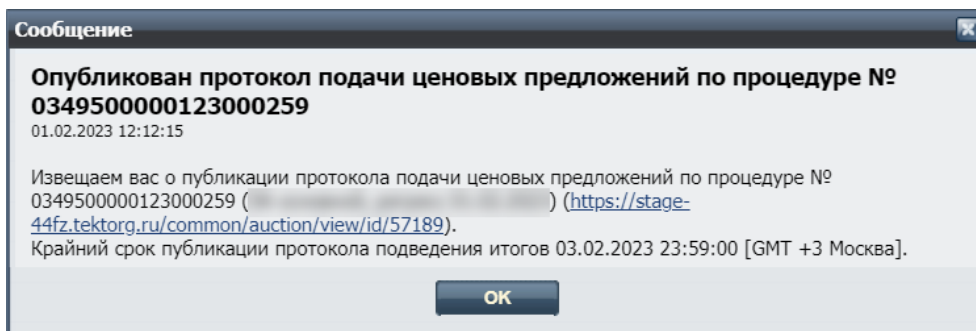 Сообщение
Опубликован протокол подачи ценовых предложений по процедуре №
0349500000123000259
01.02.2023 12:12:15
Извещаем вас о публикации протокола подачи ценовых предложений по процедуре №
0349500000123000259 ( ) (https://stage-
44fz.tektorg.ru/common/auction/view/id/57189).
Крайний срок публикации протокола подведения итогов 03.02.2023 23:59:00 [GMT +3 Москва].
ОК